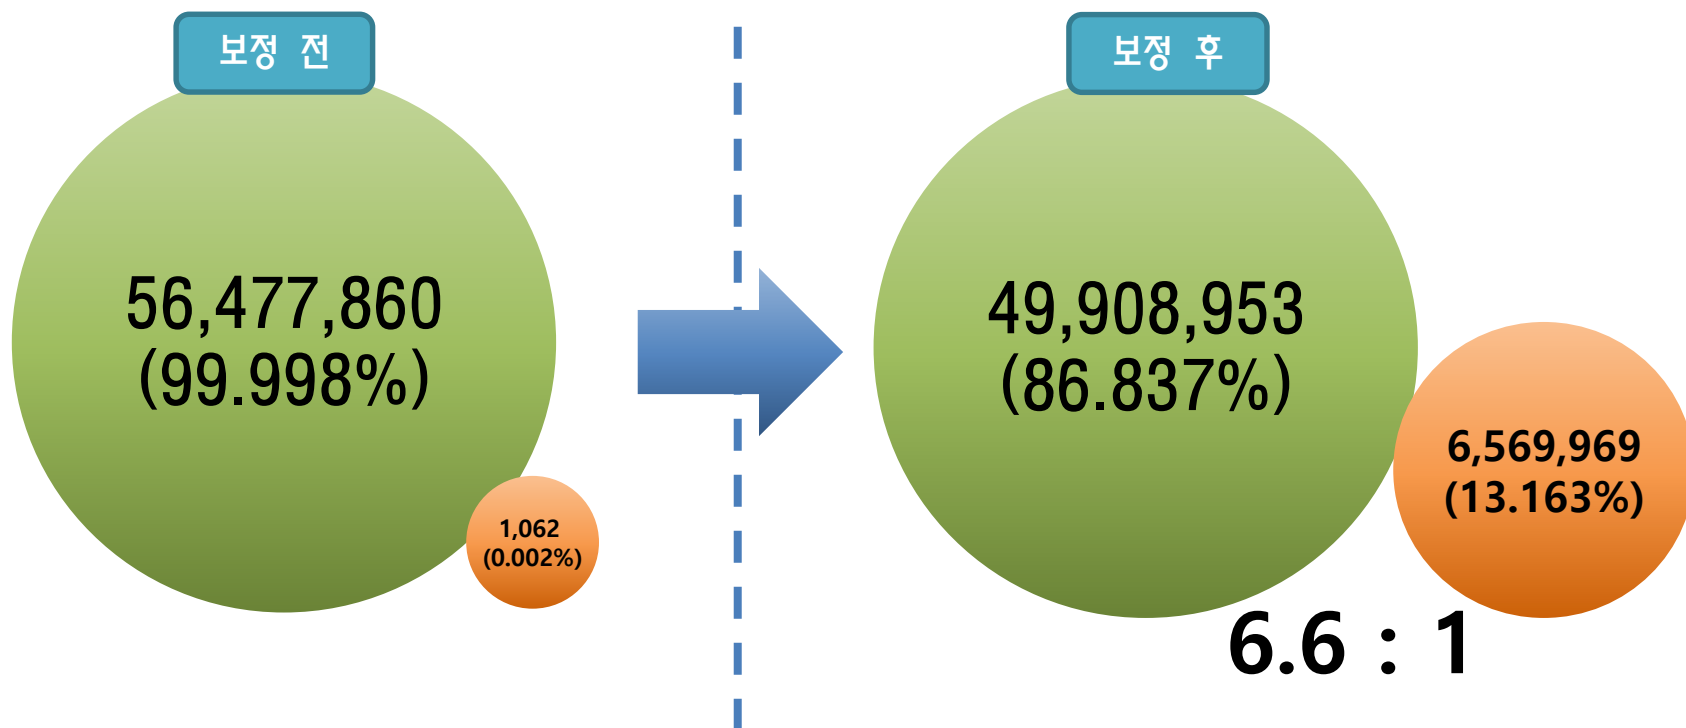 보정 전
56,477,860
(99.998%)
1,062
(0.002%)
보정 후
49,908,953
(86.837%)
6,569,969
(13.163%)
6.6 : 1